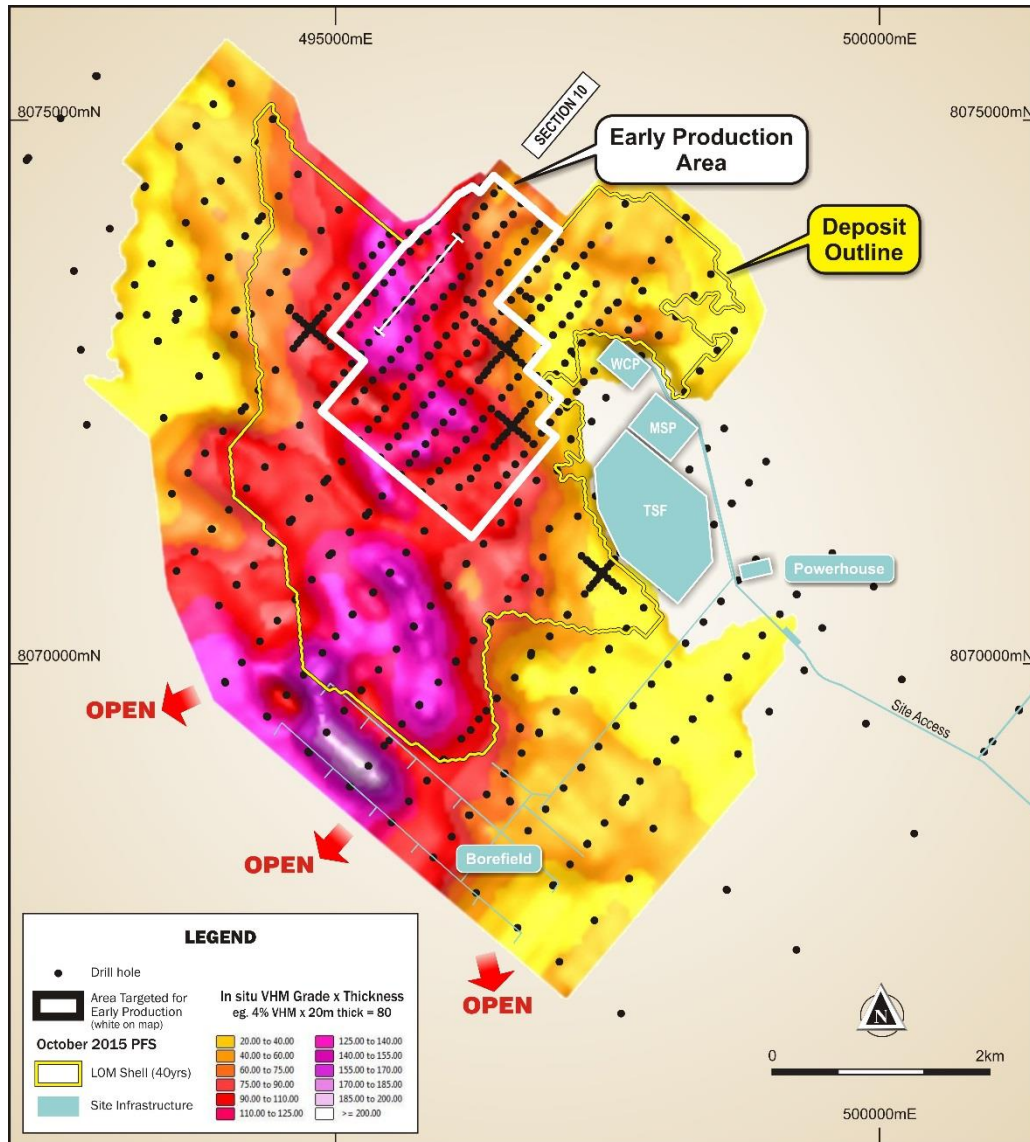 495000mE
500000mE
8075000mN
8075000mN
SECTION 10
Early Production
Area
Deposit
Outline
WCP
MSP
TSF
Powerhouse
8070000mN
8070000mN
OPEN
Site Access
OPEN
Borefield
OPEN
LEGEND
Drill hole
Area Targeted for
Early Production
(white on map)
October 2015 PFS
LOM Shell (40yrs)
Site Infrastructure
In situ VHM Grade x Thickness
eg. 4% VHM x 20m thick = 80
20.00 to 40.00
40.00 to 60.00
60.00 to 75.00
75.00 to 90.00
90.00 to 110.00
110.00 to 125.00
125.00 to 140.00
140.00 to 155.00
155.00 to 170.00
170.00 to 185.00
185.00 to 200.00
>= 200.00
N
0
2km
500000mE